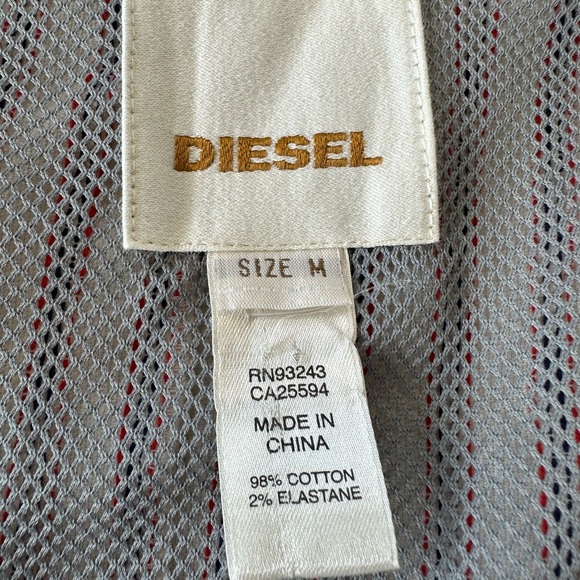 DIESEL
SIZE M
RN93243
CA25594
MADE IN
CHINA
98% COTTON
2% ELASTANE